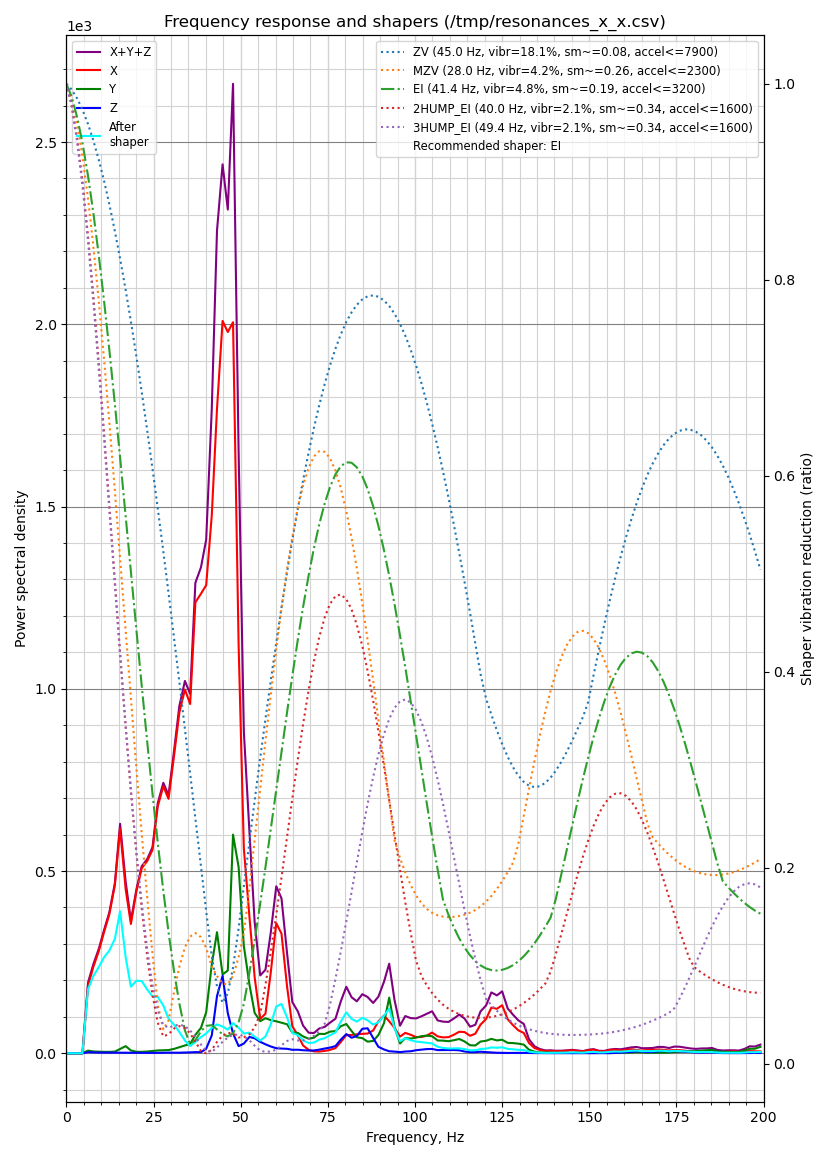 Frequency response and shapers (/tmp/resonances_x_x.csv)
1e3
X+Y+Z
X
Y
Z
After
shaper
ZV (45.0 Hz, vibr=18.1%, sm~=0.08, accel<=7900)
MZV (28.0 Hz, vibr=4.2%, sm~=0.26, accel<=2300)
EI (41.4 Hz, vibr=4.8%, sm~=0.19, accel<=3200)
2HUMP_EI (40.0 Hz, vibr=2.1%, sm~=0.34, accel<=1600)
3HUMP_EI (49.4 Hz, vibr=2.1%, sm~=0.34, accel<=1600)
Recommended shaper: EI
Power spectral density
2.5
2.0
1.5
1.0
0.5
0.0
1.0
0.8
0.6
0.4
0.2
0.0
Shaper vibration reduction (ratio)
0 25 50 75 100 125 150 175 200
Frequency, Hz